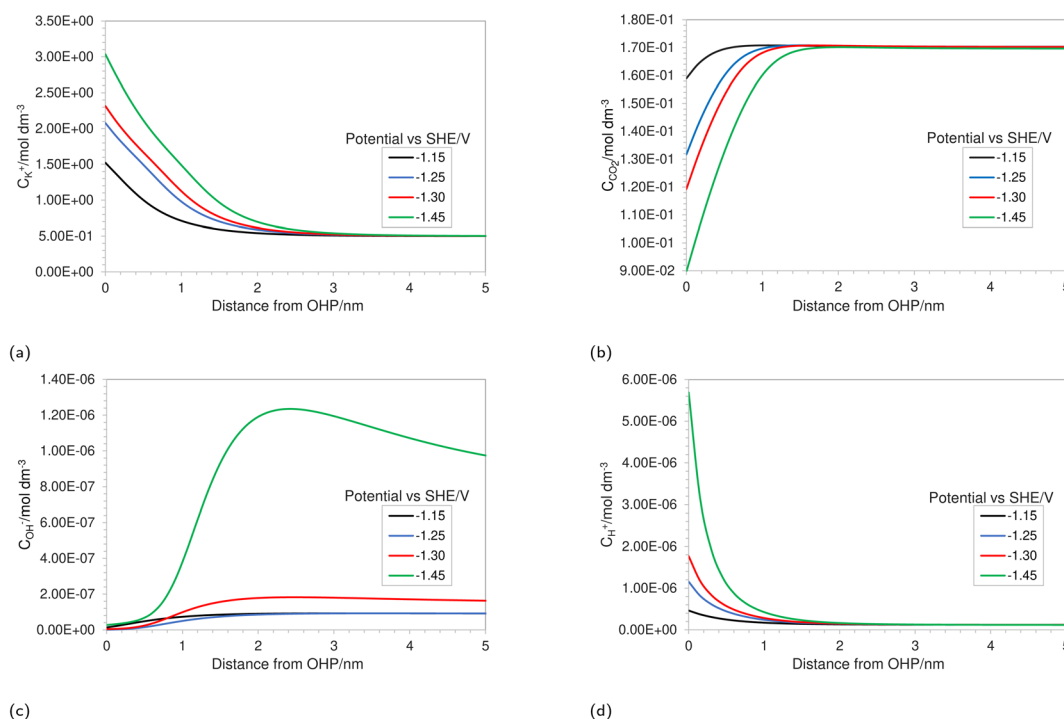 3.50E+00
3.00E+00
2.50E+00
2.00E+00
1.50E+00
1.00E+00
5.00E-01
0.00E+00
C_K⁺/mol dm⁻³
0 1 2 3 4 5
Distance from OHP/nm
Potential vs SHE/V
-1.15
-1.25
-1.30
-1.45
(a)
1.80E-01
1.70E-01
1.60E-01
1.50E-01
1.40E-01
1.30E-01
1.20E-01
1.10E-01
1.00E-01
9.00E-02
C_CO₂/mol dm⁻³
0 1 2 3 4 5
Distance from OHP/nm
Potential vs SHE/V
-1.15
-1.25
-1.30
-1.45
(b)
1.40E-06
1.20E-06
1.00E-06
8.00E-07
6.00E-07
4.00E-07
2.00E-07
0.00E+00
C_OH⁻/mol dm⁻³
0 1 2 3 4 5
Distance from OHP/nm
Potential vs SHE/V
-1.15
-1.25
-1.30
-1.45
(c)
6.00E-06
5.00E-06
4.00E-06
3.00E-06
2.00E-06
1.00E-06
0.00E+00
C_H⁺/mol dm⁻³
0 1 2 3 4 5
Distance from OHP/nm
Potential vs SHE/V
-1.15
-1.25
-1.30
-1.45
(d)